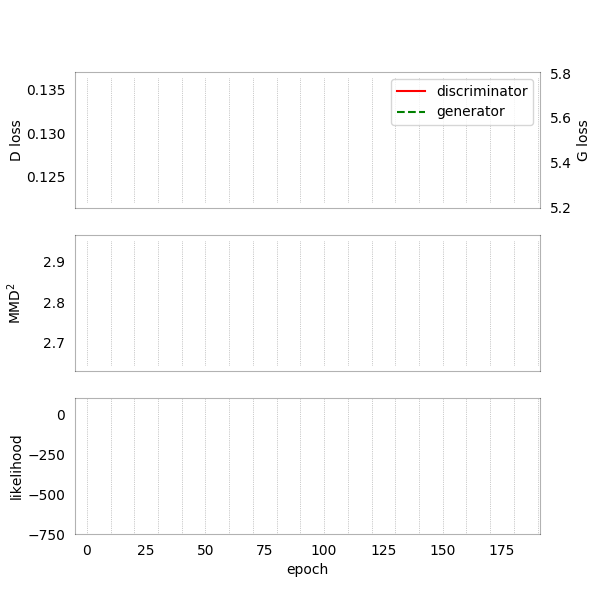 5.8
0.135
discriminator
generator
5.6
0.130
D loss
G loss
5.4
0.125
5.2
2.9
MMD²
2.8
2.7
0
−250
likelihood
−500
−750
0 25 50 75 100 125 150 175
epoch